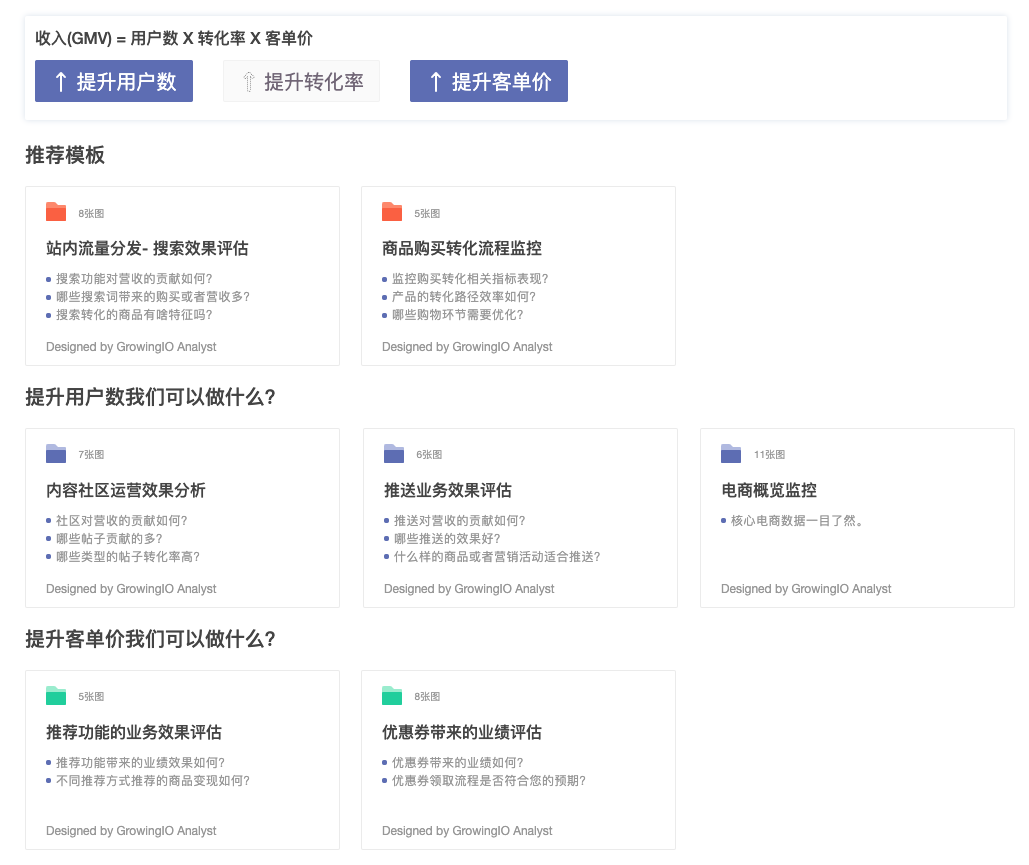 收入(GMV) = 用户数 X 转化率 X 客单价
↑ 提升用户数
⇧ 提升转化率
↑ 提升客单价
推荐模板
8张图
站内流量分发- 搜索效果评估
搜索功能对营收的贡献如何?
哪些搜索词带来的购买或者营收多?
搜索转化的商品有啥特征吗?
Designed by GrowingIO Analyst
5张图
商品购买转化流程监控
监控购买转化相关指标表现?
产品的转化路径效率如何?
哪些购物环节需要优化?
Designed by GrowingIO Analyst
提升用户数我们可以做什么?
7张图
内容社区运营效果分析
社区对营收的贡献如何?
哪些帖子贡献的多?
哪些类型的帖子转化率高?
Designed by GrowingIO Analyst
6张图
推送业务效果评估
推送对营收的贡献如何?
哪些推送的效果好?
什么样的商品或者营销活动适合推送?
Designed by GrowingIO Analyst
11张图
电商概览监控
核心电商数据一目了然。
Designed by GrowingIO Analyst
提升客单价我们可以做什么?
5张图
推荐功能的业务效果评估
推荐功能带来的业绩效果如何?
不同推荐方式推荐的商品变现如何?
Designed by GrowingIO Analyst
8张图
优惠券带来的业绩评估
优惠券带来的业绩如何?
优惠券领取流程是否符合您的预期?
Designed by GrowingIO Analyst